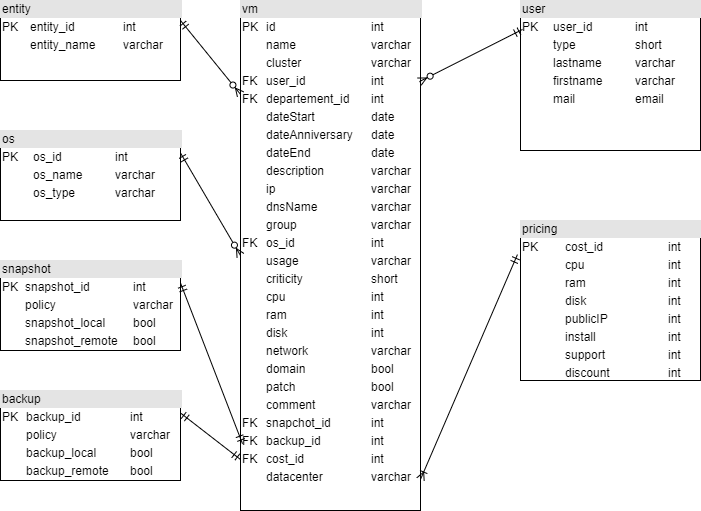 entity
PK entity_id int
entity_name varchar
os
PK os_id int
os_name varchar
os_type varchar
snapshot
PK snapshot_id int
policy varchar
snapshot_local bool
snapshot_remote bool
backup
PK backup_id int
policy varchar
backup_local bool
backup_remote bool
vm
PK id int
name varchar
cluster varchar
FK user_id int
FK departement_id int
dateStart date
dateAnniversary date
dateEnd date
description varchar
ip varchar
dnsName varchar
group varchar
FK os_id int
usage varchar
criticity short
cpu int
ram int
disk int
network varchar
domain bool
patch bool
comment varchar
FK snapchot_id int
FK backup_id int
FK cost_id int
datacenter varchar
user
PK user_id int
type short
lastname varchar
firstname varchar
mail email
pricing
PK cost_id int
cpu int
ram int
disk int
publicIP int
install int
support int
discount int